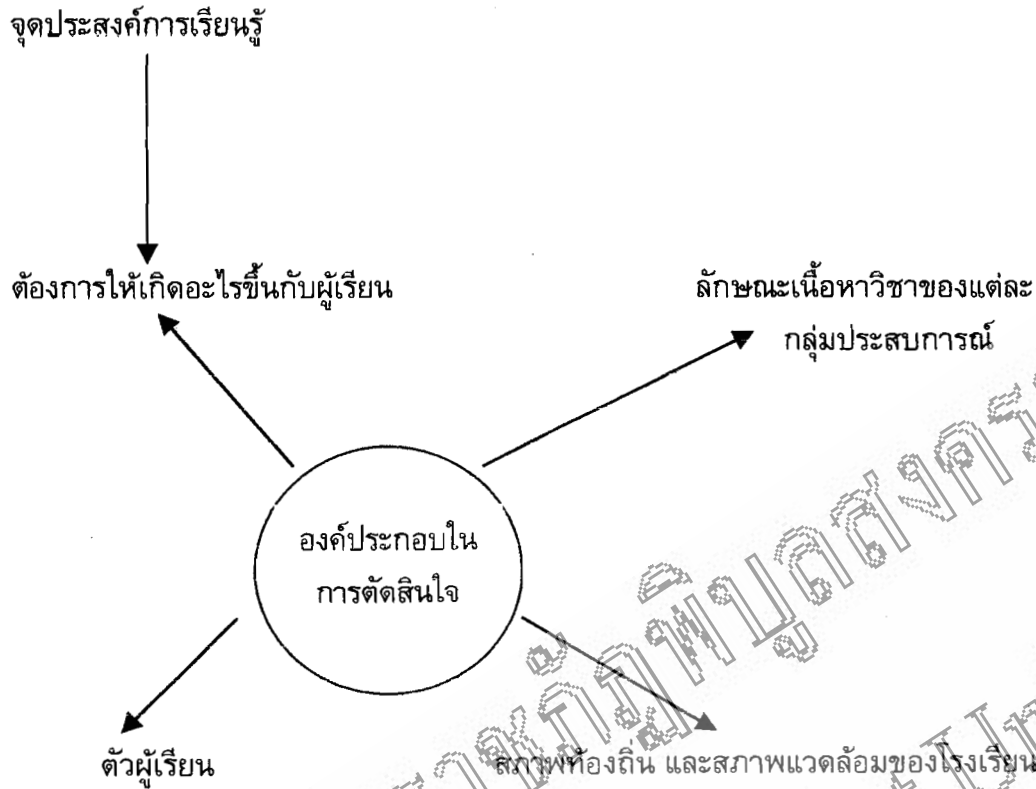 จุดประสงค์การเรียนรู้
ต้องการให้เกิดอะไรขึ้นกับผู้เรียน
ลักษณะเนื้อหาวิชาของแต่ละ
กลุ่มประสบการณ์
องค์ประกอบใน
การตัดสินใจ
ตัวผู้เรียน
สภาพท้องถิ่น และสภาพแวดล้อมของโรงเรียน